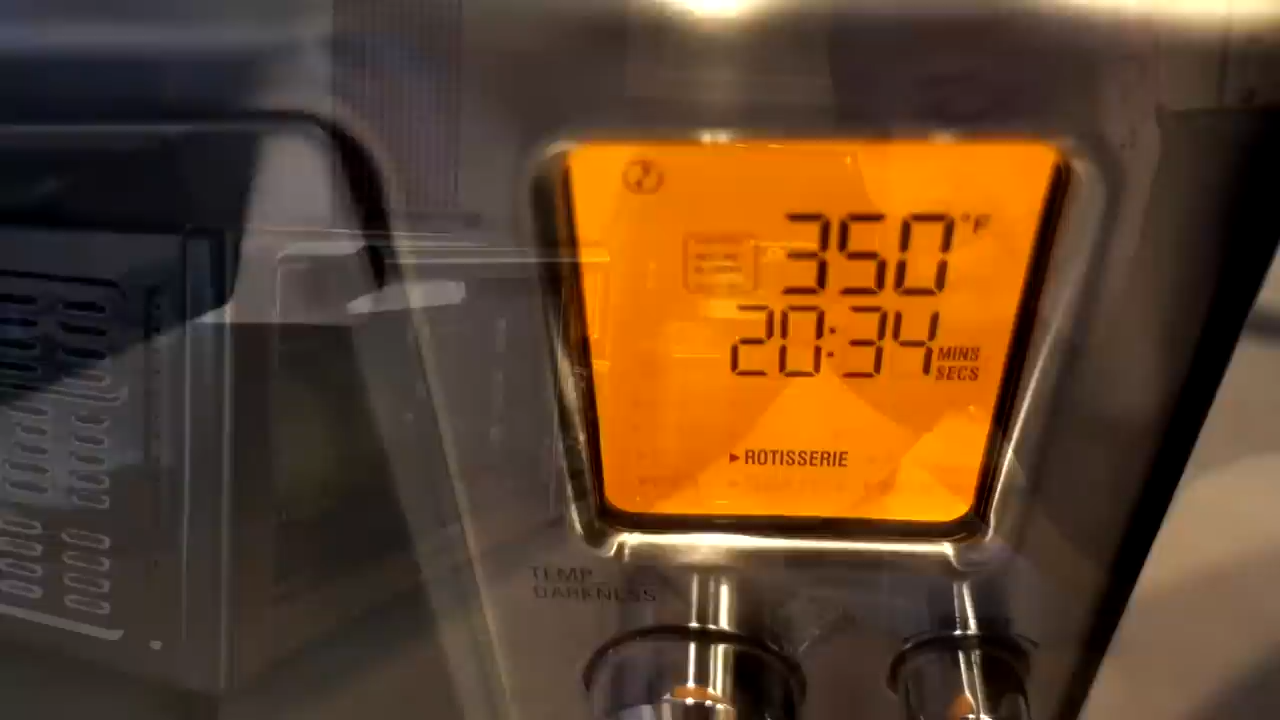 350°F
20:34 MINS
SECS
▸ROTISSERIE
TEMP
DARKNESS